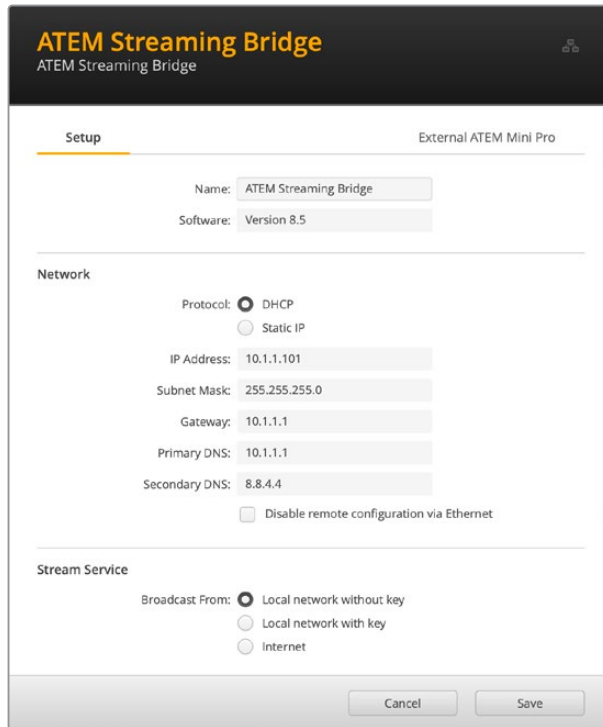 ATEM Streaming Bridge
ATEM Streaming Bridge
Setup External ATEM Mini Pro
Name: ATEM Streaming Bridge
Software: Version 8.5
Network
Protocol: DHCP
Static IP
IP Address: 10.1.1.101
Subnet Mask: 255.255.255.0
Gateway: 10.1.1.1
Primary DNS: 10.1.1.1
Secondary DNS: 8.8.4.4
Disable remote configuration via Ethernet
Stream Service
Broadcast From: Local network without key
Local network with key
Internet
Cancel Save